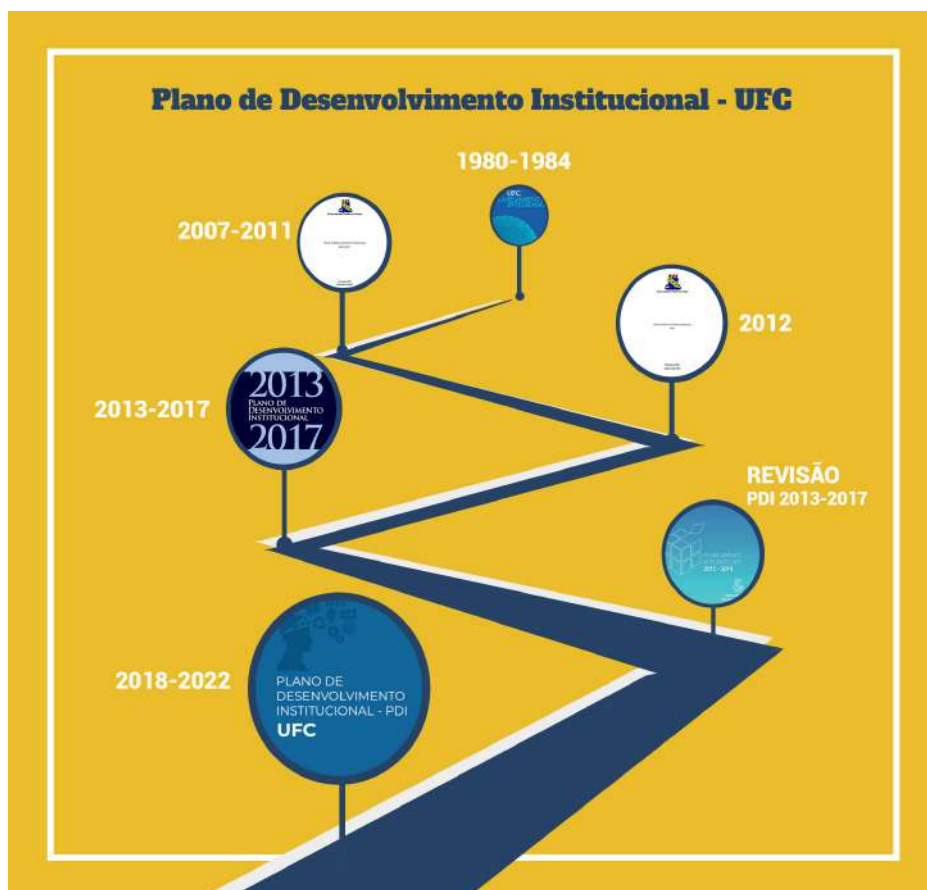 Plano de Desenvolvimento Institucional - UFC
1980-1984
UFC
2007-2011
2012
2013-2017
2013
PLANO DE
DESENVOLVIMENTO
INSTITUCIONAL
2017
REVISÃO
PDI 2013-2017
2018-2022
PLANO DE
DESENVOLVIMENTO
INSTITUCIONAL - PDI
UFC